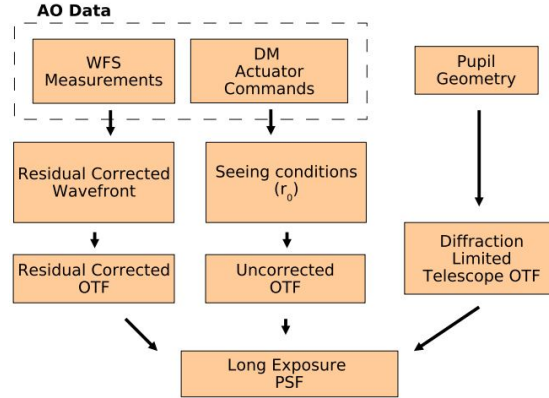 AO Data
WFS
Measurements
DM
Actuator
Commands
Pupil
Geometry
Residual Corrected
Wavefront
Seeing conditions
(r₀)
Residual Corrected
OTF
Uncorrected
OTF
Diffraction
Limited
Telescope OTF
Long Exposure
PSF